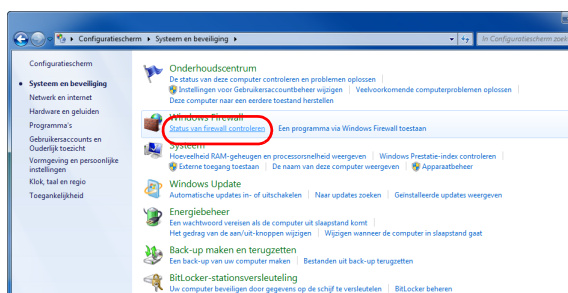 Configuratiescherm ▸ Systeem en beveiliging ▸
In Configuratiescherm zoek
Configuratiescherm
Systeem en beveiliging
Netwerk en internet
Hardware en geluiden
Programma's
Gebruikersaccounts en
Ouderlijk toezicht
Vormgeving en persoonlijke
instellingen
Klok, taal en regio
Toegankelijkheid
Onderhoudscentrum
De status van deze computer controleren en problemen oplossen
Instellingen voor Gebruikersaccountbeheer wijzigen | Veelvoorkomende computerproblemen oplossen
Deze computer naar een eerdere toestand herstellen
Windows Firewall
Status van firewall controleren | Een programma via Windows Firewall toestaan
Systeem
Hoeveelheid RAM-geheugen en processorsnelheid weergeven | Windows Prestatie-index controleren
Externe toegang toestaan | De naam van deze computer weergeven | Apparaatbeheer
Windows Update
Automatische updates in- of uitschakelen | Naar updates zoeken | Geïnstalleerde updates weergeven
Energiebeheer
Een wachtwoord vereisen als de computer uit slaapstand komt
Het gedrag van de aan/uit-knoppen wijzigen | Wijzigen wanneer de computer in slaapstand gaat
Back-up maken en terugzetten
Een back-up van uw computer maken | Bestanden uit back-up terugzetten
BitLocker-stationsversleuteling
Uw computer beveiligen door gegevens op de schijf te versleutelen | BitLocker beheren